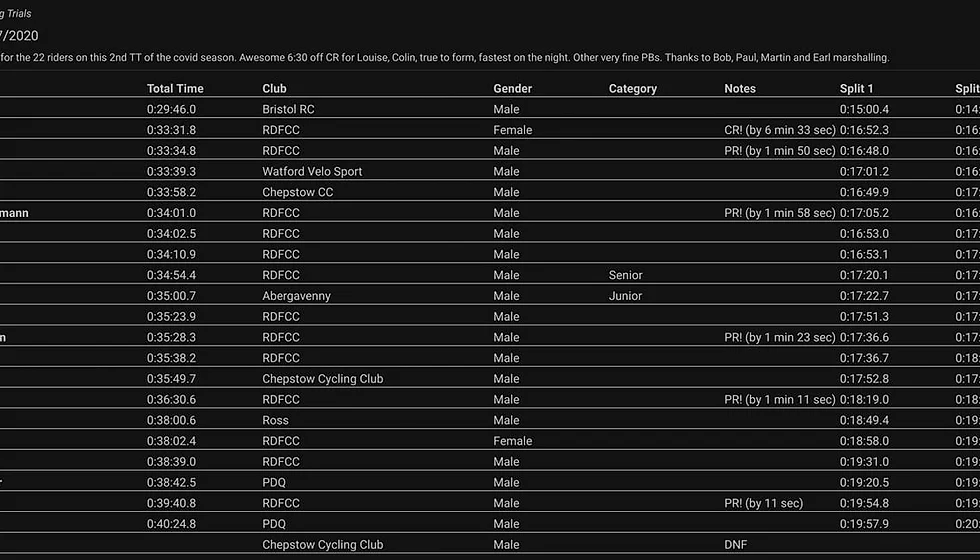 g Trials
7/2020
for the 22 riders on this 2nd TT of the covid season. Awesome 6:30 off CR for Louise, Colin, true to form, fastest on the night. Other very fine PBs. Thanks to Bob, Paul, Martin and Earl marshalling.
Total Time Club Gender Category Notes Split 1 Split
0:29:46.0 Bristol RC Male 0:15:00.4 0:14:
0:33:31.8 RDFCC Female CR! (by 6 min 33 sec) 0:16:52.3 0:16:
0:33:34.8 RDFCC Male PR! (by 1 min 50 sec) 0:16:48.0 0:16:
0:33:39.3 Watford Velo Sport Male 0:17:01.2 0:16:
0:33:58.2 Chepstow CC Male 0:16:49.9 0:17:
mann 0:34:01.0 RDFCC Male PR! (by 1 min 58 sec) 0:17:05.2 0:16:
0:34:02.5 RDFCC Male 0:16:53.0 0:17:
0:34:10.9 RDFCC Male 0:16:53.1 0:17:
0:34:54.4 RDFCC Male Senior 0:17:20.1 0:17:
0:35:00.7 Abergavenny Male Junior 0:17:22.7 0:17:
0:35:23.9 RDFCC Male 0:17:51.3 0:17:
n 0:35:28.3 RDFCC Male PR! (by 1 min 23 sec) 0:17:36.6 0:17:
0:35:38.2 RDFCC Male 0:17:36.7 0:18:
0:35:49.7 Chepstow Cycling Club Male 0:17:52.8 0:17:
0:36:30.6 RDFCC Male PR! (by 1 min 11 sec) 0:18:19.0 0:18:
0:38:00.6 Ross Male 0:18:49.4 0:19:
0:38:02.4 RDFCC Female 0:18:58.0 0:19:
0:38:39.0 RDFCC Male 0:19:31.0 0:19:
0:38:42.5 PDQ Male 0:19:20.5 0:19:
0:39:40.8 RDFCC Male PR! (by 11 sec) 0:19:54.8 0:19:
0:40:24.8 PDQ Male 0:19:57.9 0:20:
Chepstow Cycling Club Male DNF